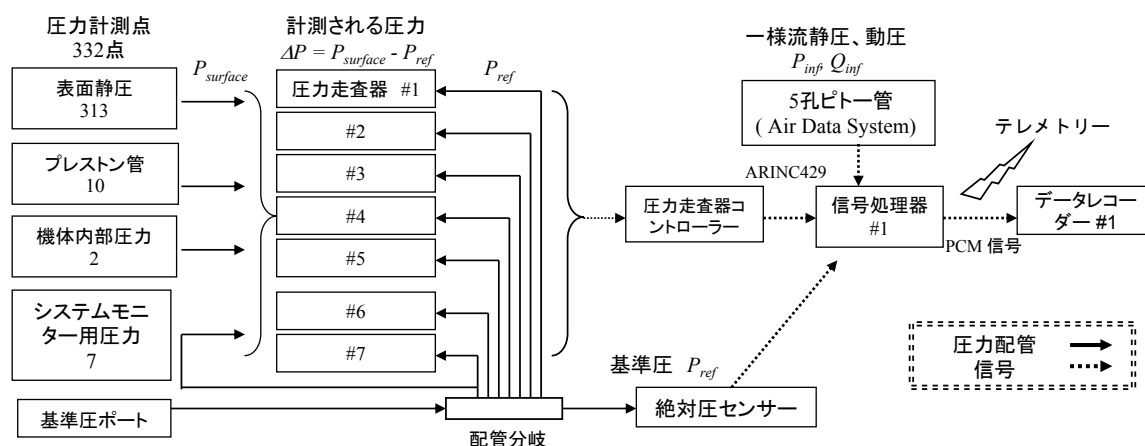 圧力計測点
332点
表面静圧
313
プレストン管
10
機体内部圧力
2
システムモニ
ター用圧力
7
基準圧ポート
P_surface
計測される圧力
ΔP = P_surface - P_ref
圧力走査器 #1
#2
#3
#4
#5
#6
#7
P_ref
配管分岐
圧力走査器コ
ントローラー
一様流静圧、動圧
P_inf, Q_inf
5孔ピトー管
( Air Data System)
ARINC429
信号処理器
#1
テレメトリー
PCM 信号
データレコー
ダー #1
基準圧 P_ref
絶対圧センサー
圧力配管
信号